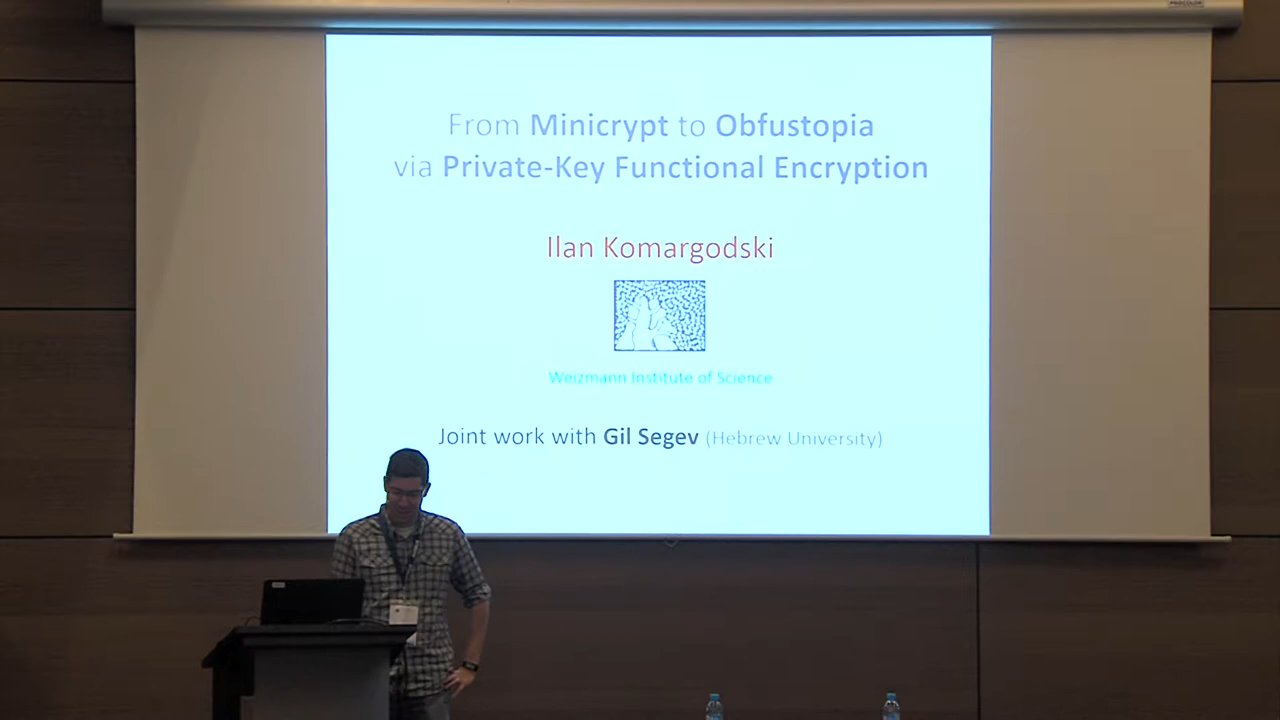 From Minicrypt to Obfustopia
via Private-Key Functional Encryption
Ilan Komargodski
Weizmann Institute of Science
Joint work with Gil Segev (Hebrew University)